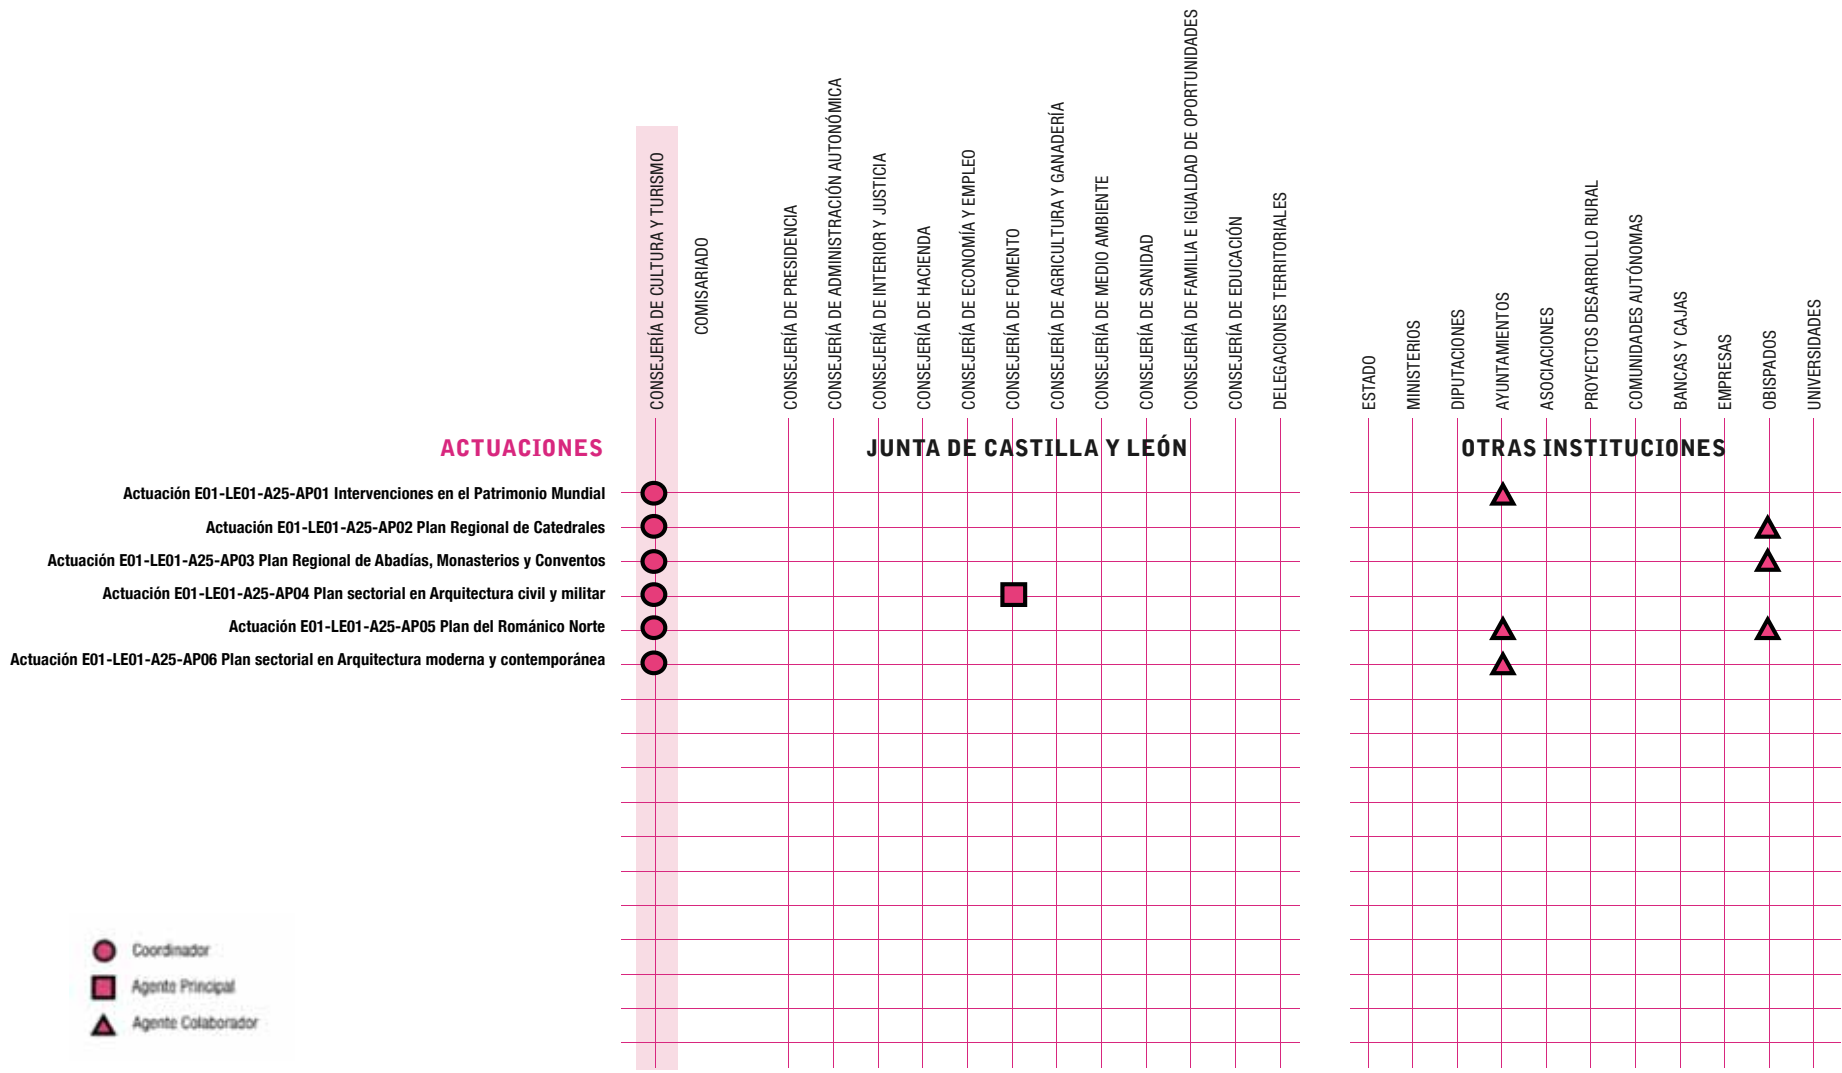 CONSEJERÍA DE CULTURA Y TURISMO
COMISARIADO
CONSEJERÍA DE PRESIDENCIA
CONSEJERÍA DE ADMINISTRACIÓN AUTONÓMICA
CONSEJERÍA DE INTERIOR Y JUSTICIA
CONSEJERÍA DE HACIENDA
CONSEJERÍA DE ECONOMÍA Y EMPLEO
CONSEJERÍA DE FOMENTO
CONSEJERÍA DE AGRICULTURA Y GANADERÍA
CONSEJERÍA DE MEDIO AMBIENTE
CONSEJERÍA DE SANIDAD
CONSEJERÍA DE FAMILIA E IGUALDAD DE OPORTUNIDADES
CONSEJERÍA DE EDUCACIÓN
DELEGACIONES TERRITORIALES
ESTADO
MINISTERIOS
DIPUTACIONES
AYUNTAMIENTOS
ASOCIACIONES
PROYECTOS DESARROLLO RURAL
COMUNIDADES AUTÓNOMAS
BANCAS Y CAJAS
EMPRESAS
OBISPADOS
UNIVERSIDADES
ACTUACIONES
JUNTA DE CASTILLA Y LEÓN
OTRAS INSTITUCIONES
Actuación E01-LE01-A25-AP01 Intervenciones en el Patrimonio Mundial
Actuación E01-LE01-A25-AP02 Plan Regional de Catedrales
Actuación E01-LE01-A25-AP03 Plan Regional de Abadías, Monasterios y Conventos
Actuación E01-LE01-A25-AP04 Plan sectorial en Arquitectura civil y militar
Actuación E01-LE01-A25-AP05 Plan del Románico Norte
Actuación E01-LE01-A25-AP06 Plan sectorial en Arquitectura moderna y contemporánea
Coordinador
Agente Principal
Agente Colaborador